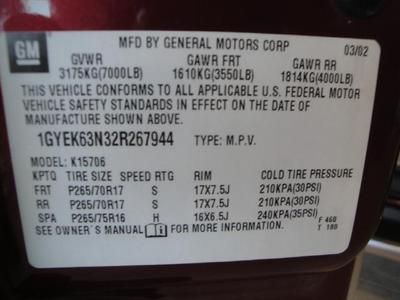 GM
MFD BY GENERAL MOTORS CORP 03/02
GVWR GAWR FRT GAWR RR
3175KG(7000LB) 1610KG(3550LB) 1814KG(4000LB)
THIS VEHICLE CONFORMS TO ALL APPLICABLE U.S. FEDERAL MOTOR
VEHICLE SAFETY STANDARDS IN EFFECT ON THE DATE OF
MANUFACTURE SHOWN ABOVE.
1GYEK63N32R267944 TYPE: M.P.V.
MODEL: K15706
KPTQ TIRE SIZE SPEED RTG RIM COLD TIRE PRESSURE
FRT P265/70R17 S 17X7.5J 210KPA(30PSI)
RR P265/70R17 S 17X7.5J 210KPA(30PSI)
SPA P265/75R16 H 16X6.5J 240KPA(35PSI) F 460
SEE OWNER'S MANUAL FOR MORE INFORMATION. T 180